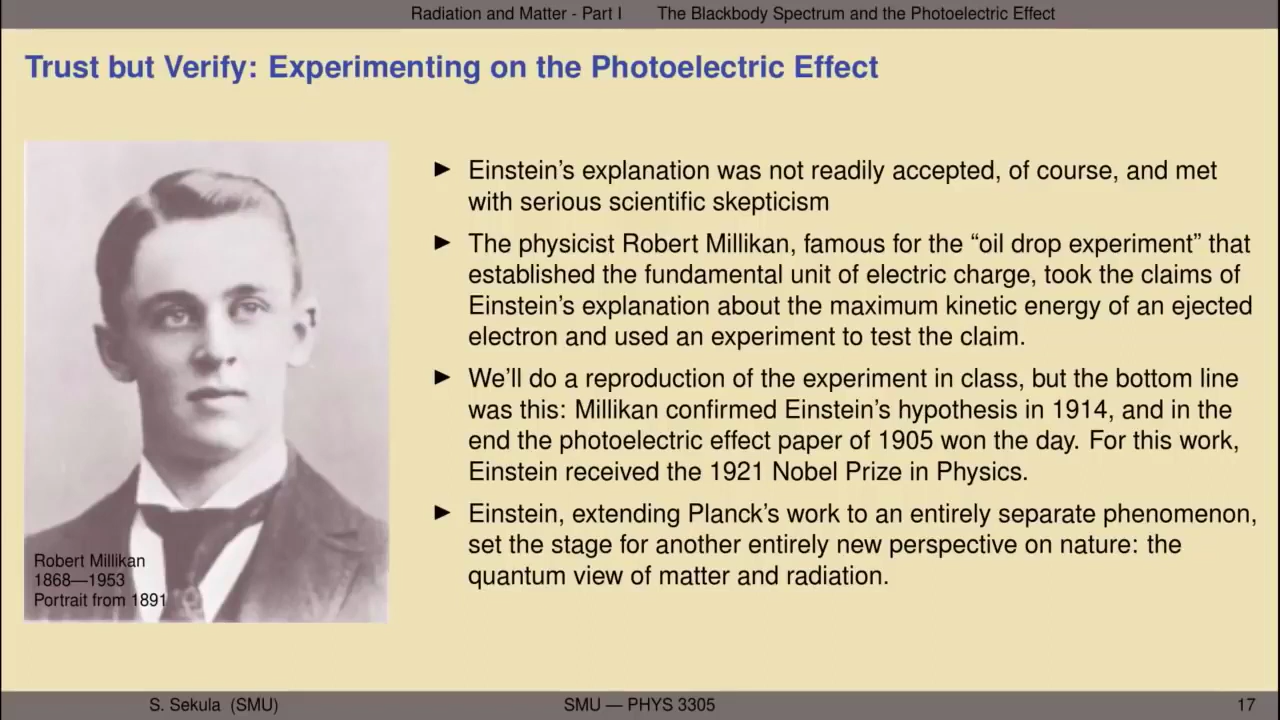 Radiation and Matter - Part I The Blackbody Spectrum and the Photoelectric Effect
Trust but Verify: Experimenting on the Photoelectric Effect
► Einstein’s explanation was not readily accepted, of course, and met
with serious scientific skepticism
► The physicist Robert Millikan, famous for the “oil drop experiment” that
established the fundamental unit of electric charge, took the claims of
Einstein’s explanation about the maximum kinetic energy of an ejected
electron and used an experiment to test the claim.
► We’ll do a reproduction of the experiment in class, but the bottom line
was this: Millikan confirmed Einstein’s hypothesis in 1914, and in the
end the photoelectric effect paper of 1905 won the day. For this work,
Einstein received the 1921 Nobel Prize in Physics.
► Einstein, extending Planck’s work to an entirely separate phenomenon,
set the stage for another entirely new perspective on nature: the
quantum view of matter and radiation.
Robert Millikan
1868—1953
Portrait from 1891
S. Sekula (SMU) SMU — PHYS 3305 17